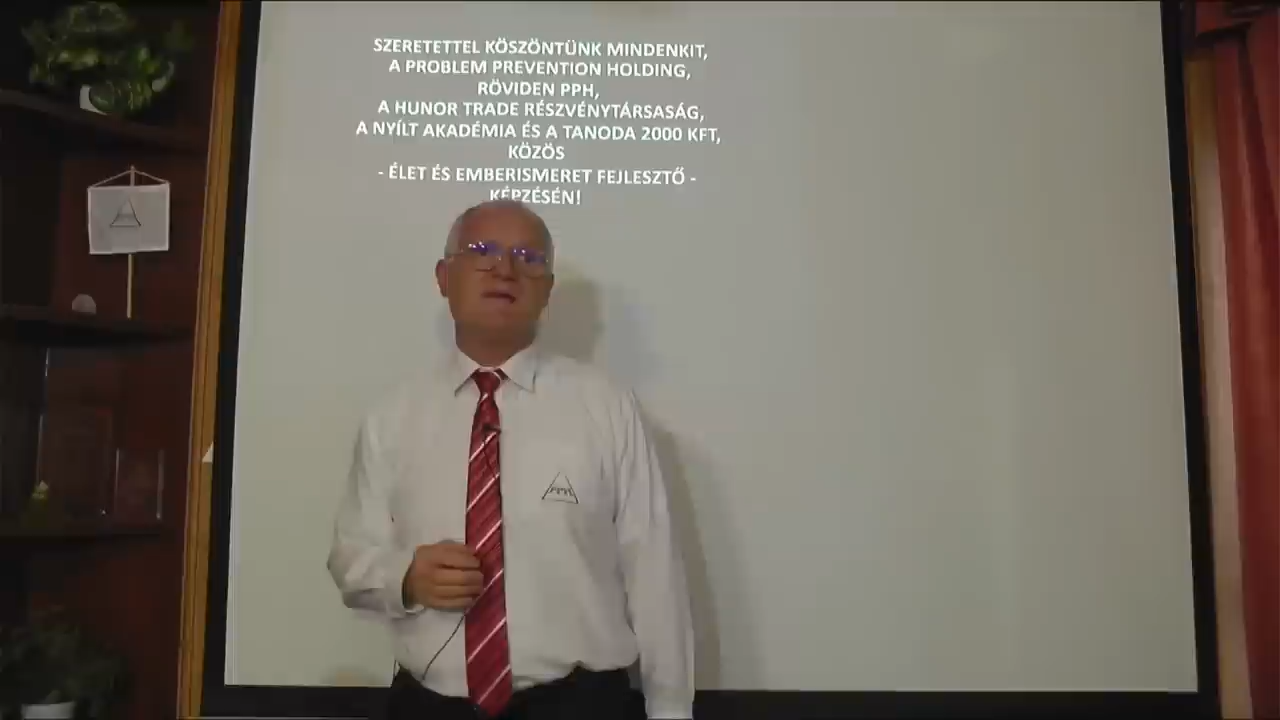 SZERETETTEL KÖSZÖNTÜNK MINDENKIT,
A PROBLEM PREVENTION HOLDING,
RÖVIDEN PPH,
A HUNOR TRADE RÉSZVÉNYTÁRSASÁG,
A NYÍLT AKADÉMIA ÉS A TANODA 2000 KFT,
KÖZÖS
- ÉLET ÉS EMBERISMERET FEJLESZTŐ -
KÉPZÉSÉN!
PPH